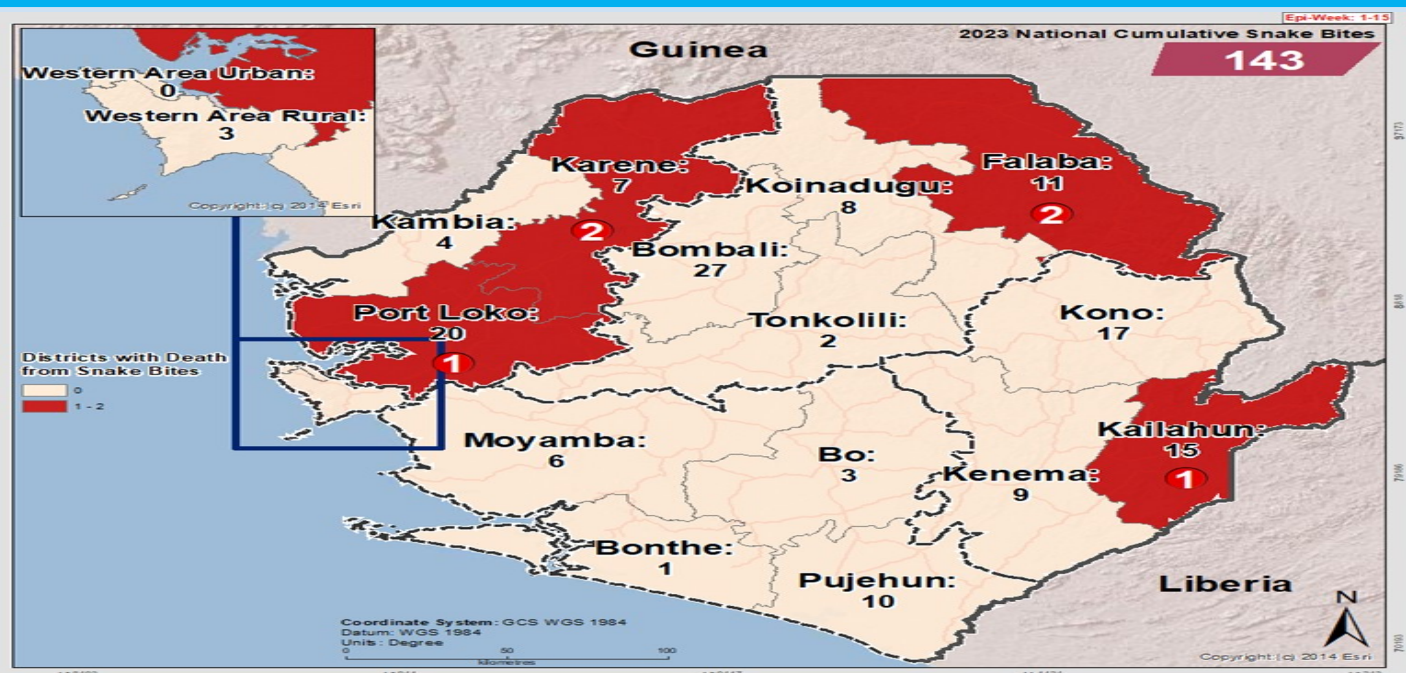 Epi-Week: 1-15
2023 National Cumulative Snake Bites
143
Guinea
Western Area Urban:
0
Western Area Rural:
3
Copyright:(c) 2014 Esri
Karene:
7
2
Koinadugu:
8
Falaba:
11
2
Kambia:
4
Bombali:
27
Port Loko:
20
1
Tonkolili:
2
Kono:
17
Districts with Death
from Snake Bites
0
1 - 2
Moyamba:
6
Bo:
3
Kenema:
9
Kailahun:
15
1
Bonthe:
1
Pujehun:
10
Liberia
N
Coordinate System: GCS WGS 1984
Datum: WGS 1984
Units : Degree
0 50 100
kilometres
Copyright:(c) 2014 Esri